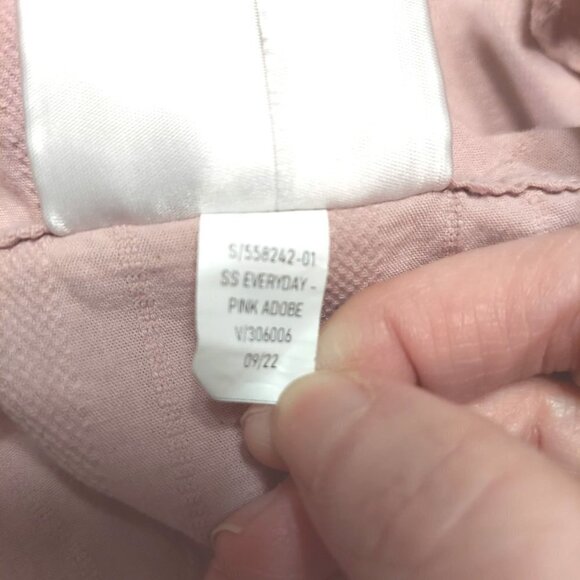 S/558242-01
SS EVERYDAY -
PINK ADOBE
V/306006
09/22